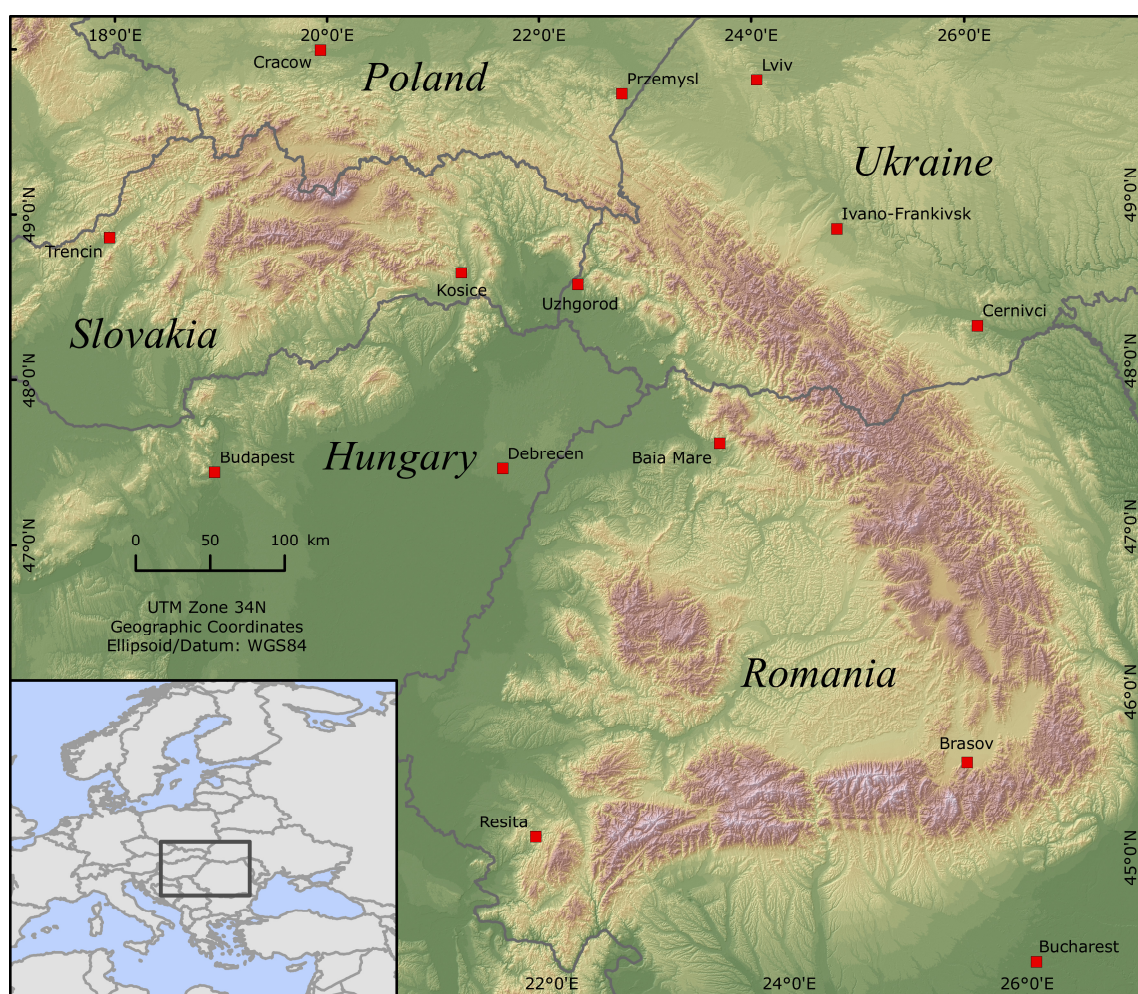 18°0'E
20°0'E
22°0'E
24°0'E
26°0'E
Cracow
Poland
Przemysl
Lviv
Ukraine
49°0'N
49°0'N
Ivano-Frankivsk
Trencin
Kosice
Uzhgorod
Cernivci
Slovakia
48°0'N
48°0'N
Budapest
Hungary
Debrecen
Baia Mare
47°0'N
47°0'N
0 50 100 km
UTM Zone 34N
Geographic Coordinates
Ellipsoid/Datum: WGS84
Romania
46°0'N
Brasov
Resita
45°0'N
Bucharest
22°0'E
24°0'E
26°0'E